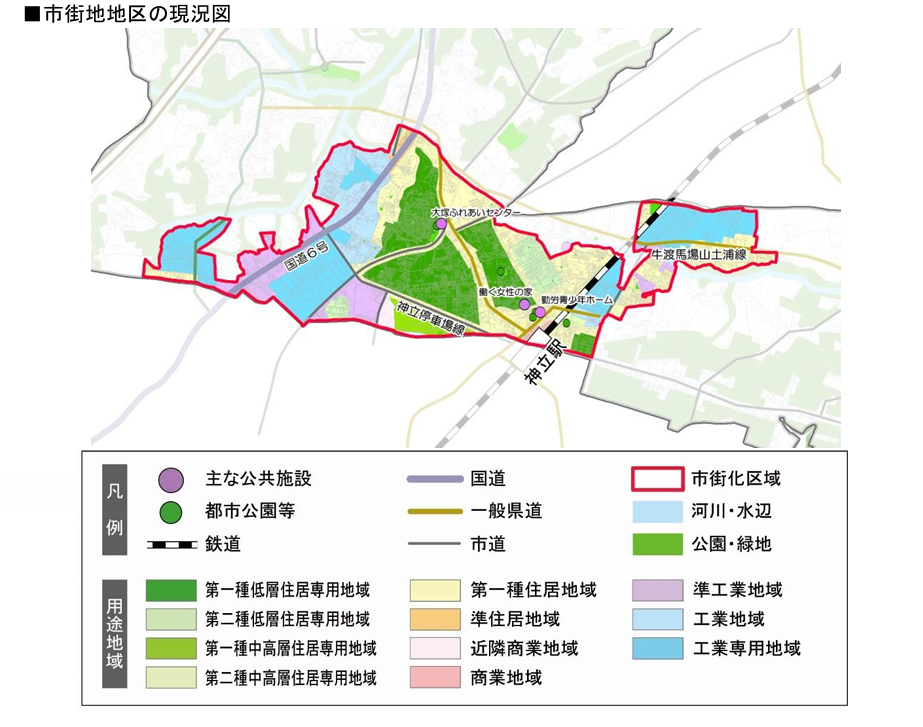 ■市街地地区の現況図
大塚ふれあいセンター
国道6号
牛渡馬場山土浦線
働く女性の家
勤労青少年ホーム
神立停車場線
神立駅
凡例
主な公共施設
国道
市街化区域
都市公園等
一般県道
河川・水辺
鉄道
市道
公園・緑地
用途地域
第一種低層住居専用地域
第一種住居地域
準工業地域
第二種低層住居専用地域
準住居地域
工業地域
第一種中高層住居専用地域
近隣商業地域
工業専用地域
第二種中高層住居専用地域
商業地域